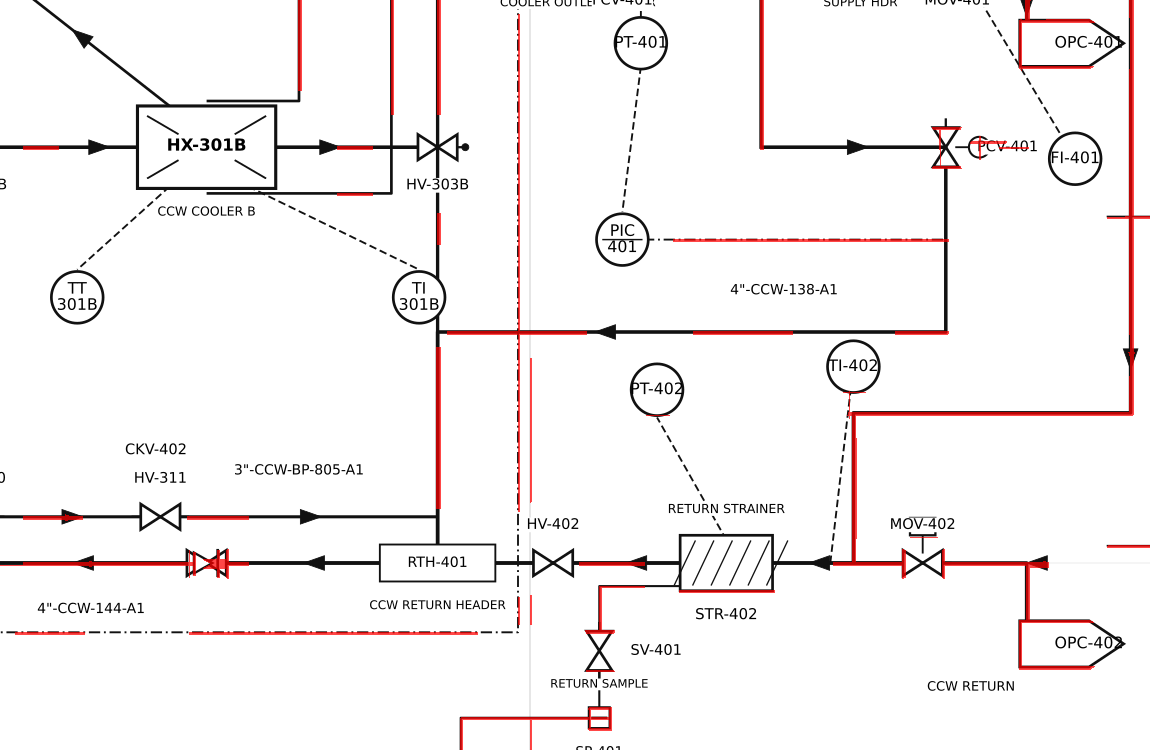 SUPPLY HDR
MOV-401
PT-401
OPC-401
HX-301B
PCV-401
FI-401
HV-303B
B
CCW COOLER B
PIC
401
TT
301B
TI
301B
4"-CCW-138-A1
TI-402
PT-402
CKV-402
HV-311
3"-CCW-BP-805-A1
RETURN STRAINER
HV-402
MOV-402
RTH-401
CCW RETURN HEADER
4"-CCW-144-A1
STR-402
SV-401
OPC-402
RETURN SAMPLE
CCW RETURN